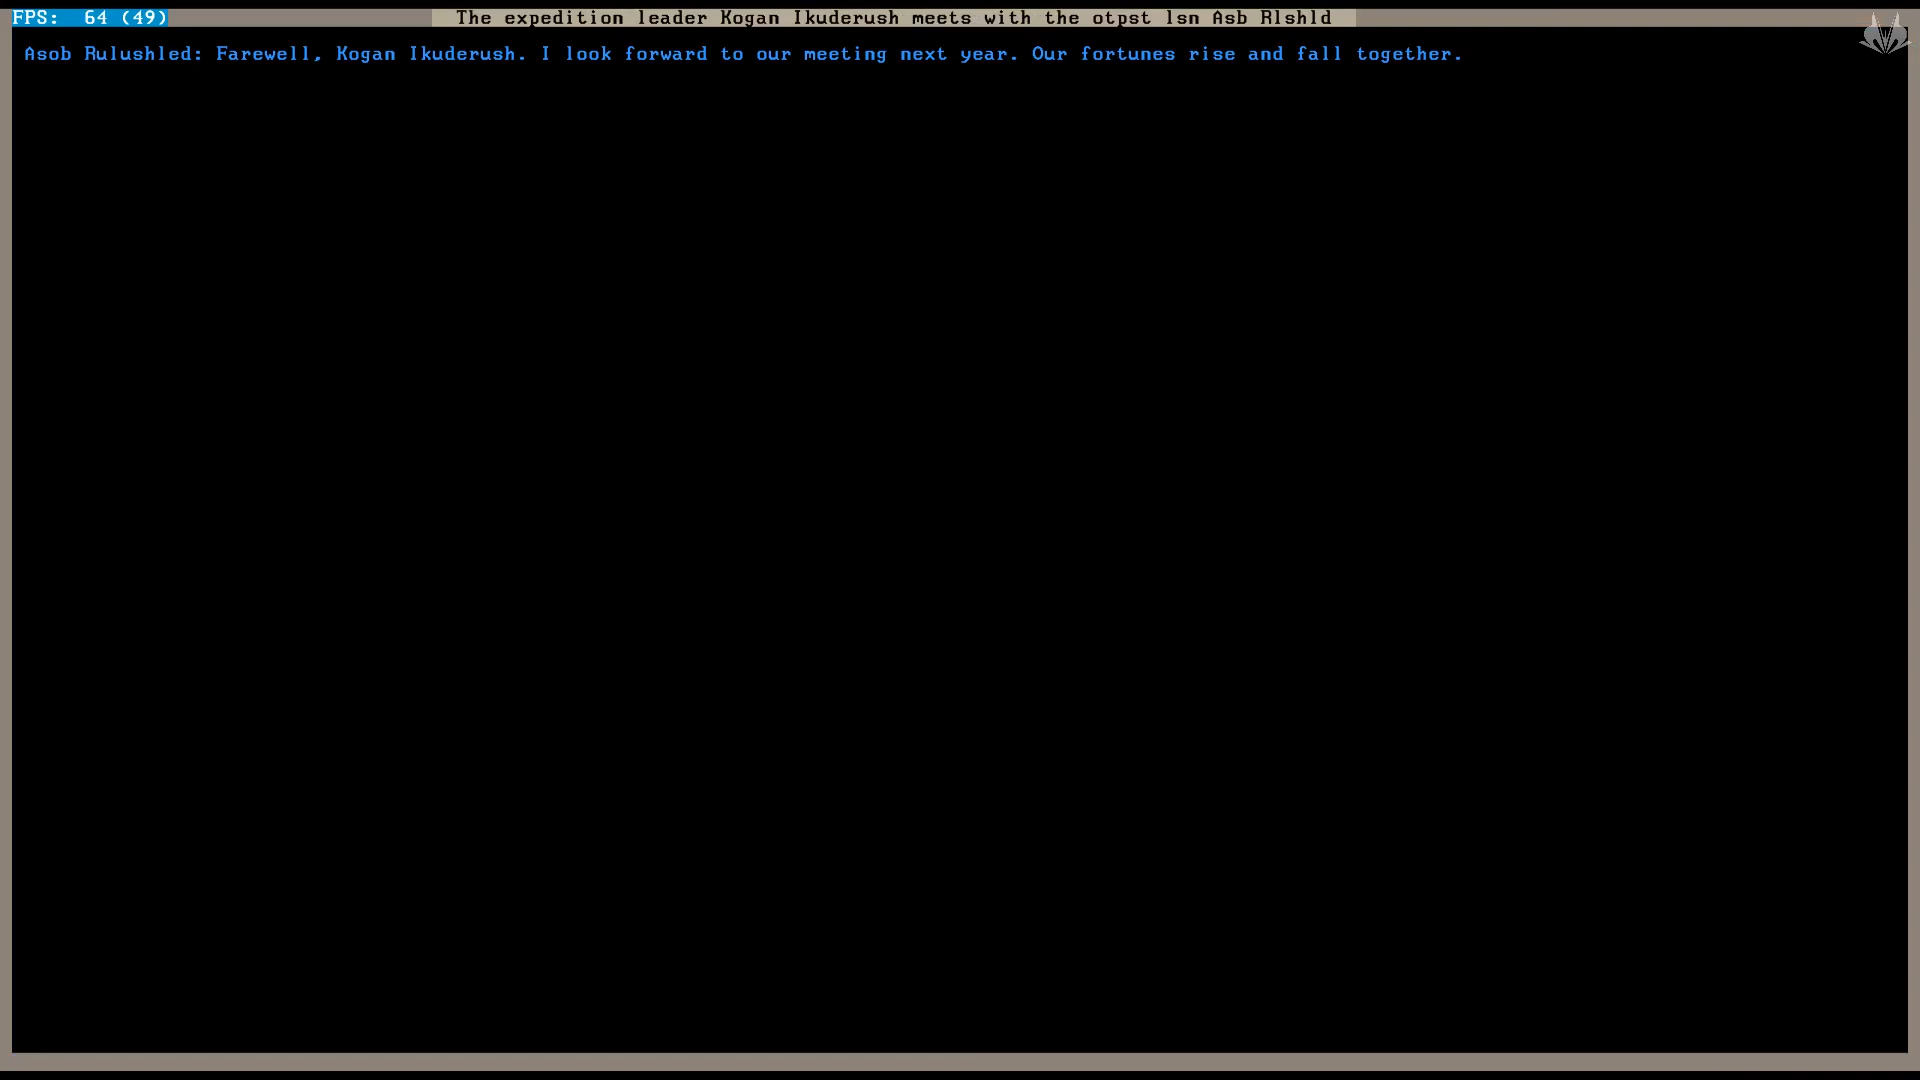 FPS: 64 (49)
The expedition leader Kogan Ikuderush meets with the otpst lsn Asb Rlshld
Asob Rulushled: Farewell, Kogan Ikuderush. I look forward to our meeting next year. Our fortunes rise and fall together.